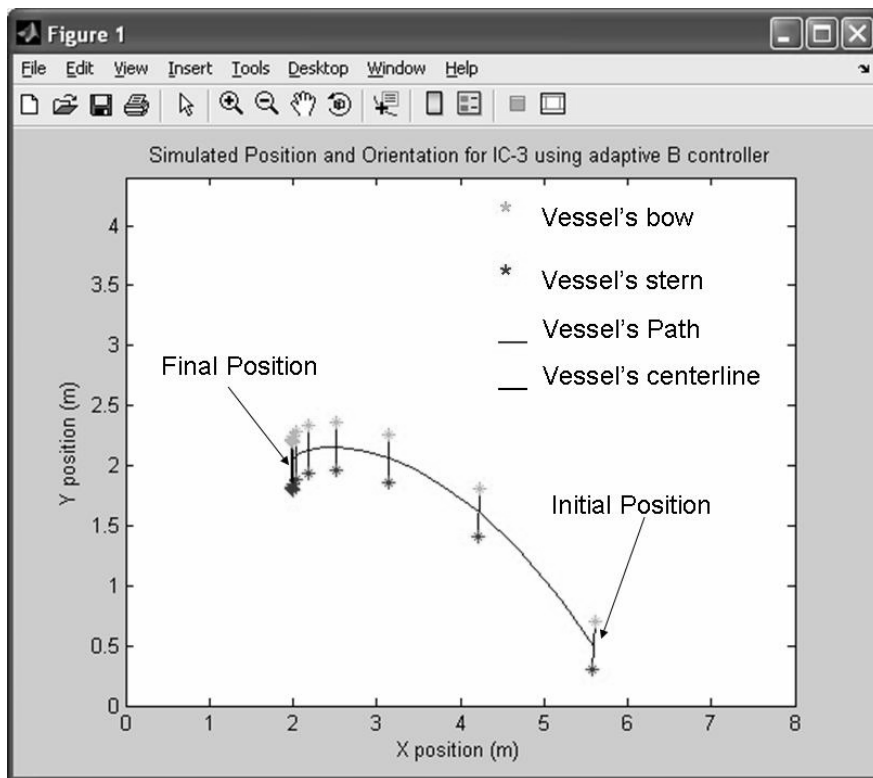 Figure 1
File Edit View Insert Tools Desktop Window Help
Simulated Position and Orientation for IC-3 using adaptive B controller
* Vessel's bow
* Vessel's stern
Vessel's Path
Vessel's centerline
Final Position
Initial Position
4
3.5
3
2.5
2
1.5
1
0.5
0
Y position (m)
0 1 2 3 4 5 6 7 8
X position (m)